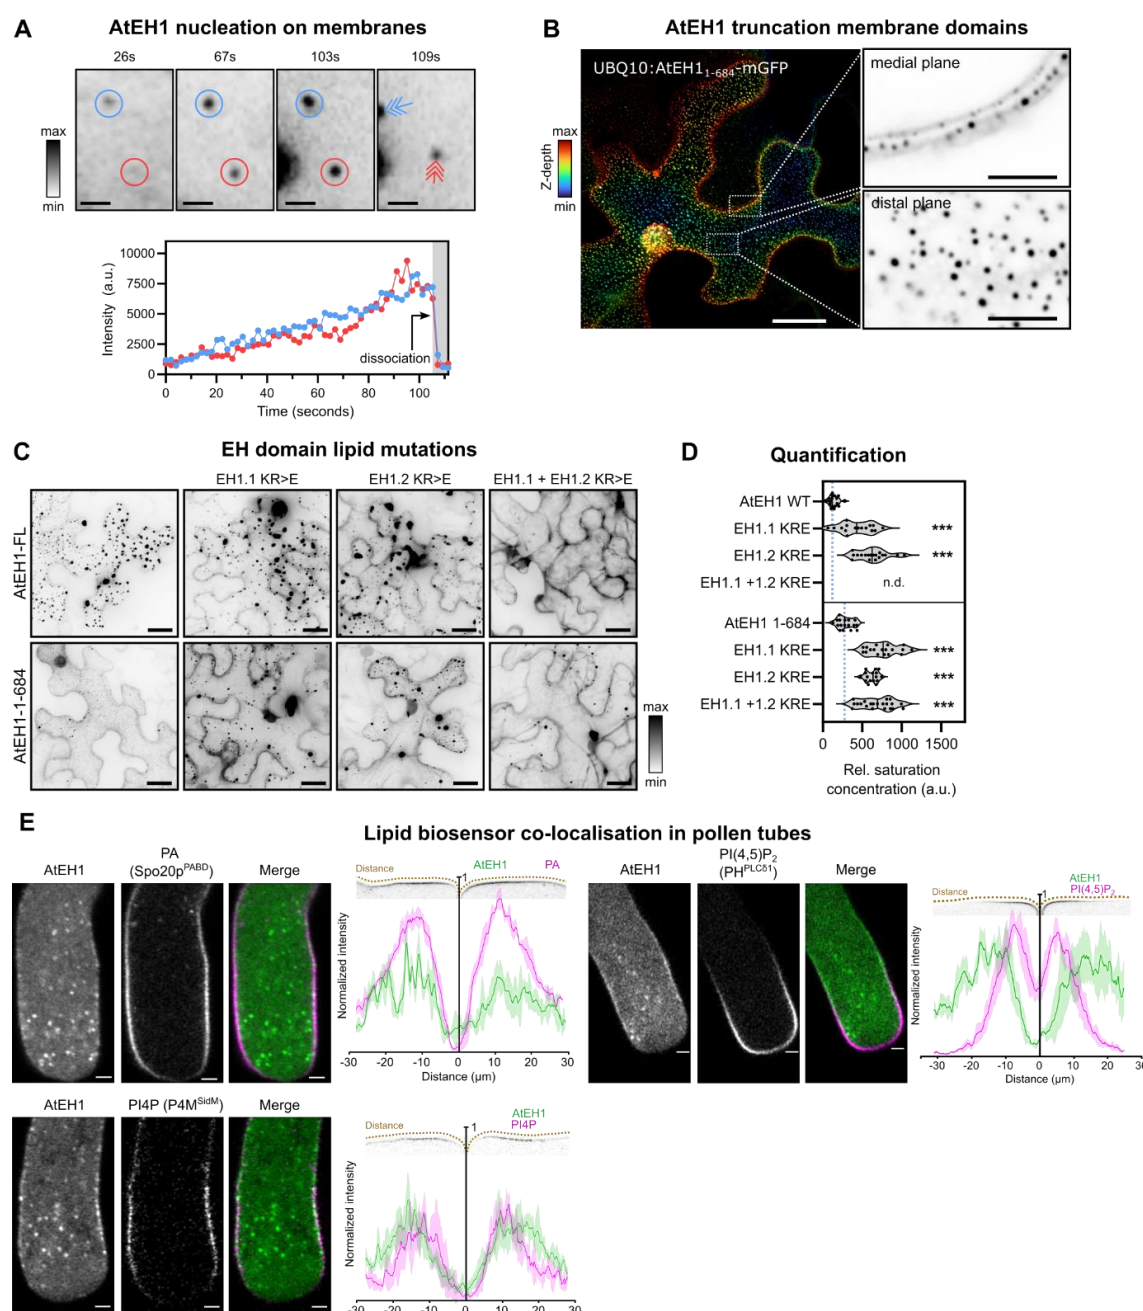 A
AtEH1 nucleation on membranes
26s 67s 103s 109s
max
min
10000
7500
5000
2500
0
Intensity (a.u.)
dissociation
0 20 40 60 80 100
Time (seconds)
B
AtEH1 truncation membrane domains
UBQ10:AtEH11-684-mGFP
max
Z-depth
min
medial plane
distal plane
C
EH domain lipid mutations
EH1.1 KR>E EH1.2 KR>E EH1.1 + EH1.2 KR>E
AtEH1-FL
AtEH1-1-684
max
min
D
Quantification
AtEH1 WT
EH1.1 KRE ***
EH1.2 KRE ***
EH1.1 +1.2 KRE n.d.
AtEH1 1-684
EH1.1 KRE ***
EH1.2 KRE ***
EH1.1 +1.2 KRE ***
0 500 1000 1500
Rel. saturation
concentration (a.u.)
E
Lipid biosensor co-localisation in pollen tubes
AtEH1
PA
(Spo20pPABD)
Merge
AtEH1 PA
Distance
1
Normalized intensity
-30 -20 -10 0 10 20 30
Distance (µm)
AtEH1
PI(4,5)P2
(PHPLCδ1)
Merge
AtEH1
PI(4,5)P2
Distance
1
Normalized intensity
-30 -20 -10 0 10 20 30
Distance (µm)
AtEH1 PI4P (P4MSidM) Merge
AtEH1
PI4P
Distance
1
Normalized intensity
-30 -20 -10 0 10 20 30